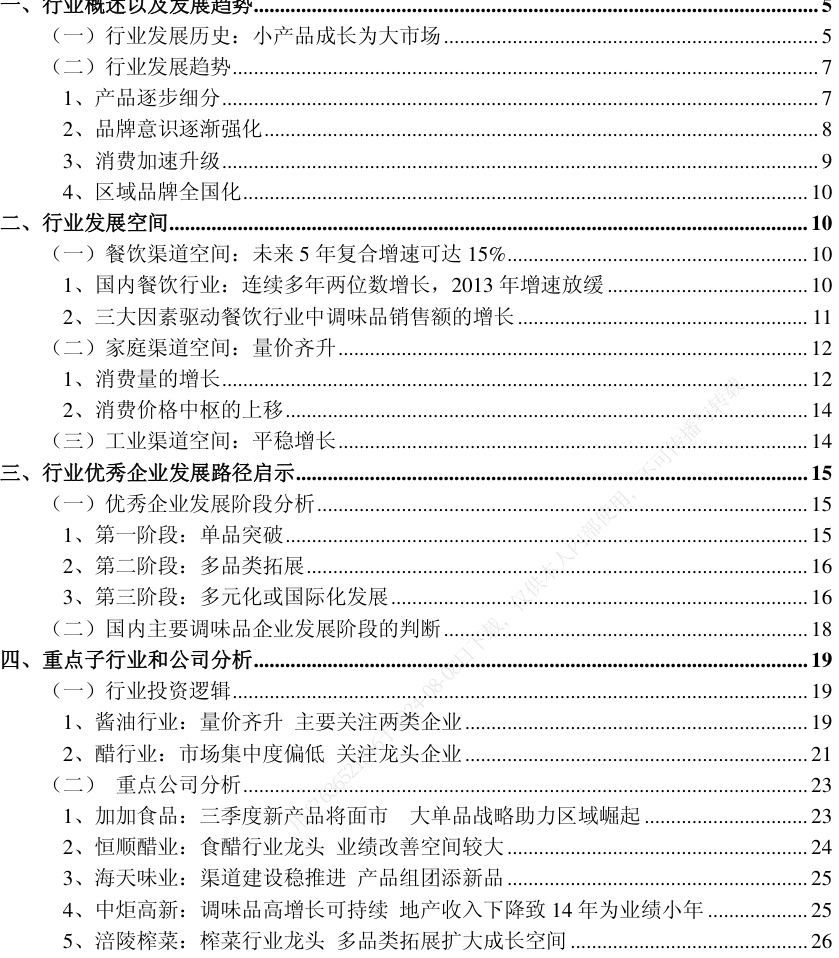 一、行业概述以及发展趋势 5
（一）行业发展历史：小产品成长为大市场 5
（二）行业发展趋势 7
1、产品逐步细分 7
2、品牌意识逐渐强化 8
3、消费加速升级 9
4、区域品牌全国化 10
二、行业发展空间 10
（一）餐饮渠道空间：未来 5 年复合增速可达 15% 10
1、国内餐饮行业：连续多年两位数增长，2013 年增速放缓 10
2、三大因素驱动餐饮行业中调味品销售额的增长 11
（二）家庭渠道空间：量价齐升 12
1、消费量的增长 12
2、消费价格中枢的上移 14
（三）工业渠道空间：平稳增长 14
三、行业优秀企业发展路径启示 15
（一）优秀企业发展阶段分析 15
1、第一阶段：单品突破 15
2、第二阶段：多品类拓展 16
3、第三阶段：多元化或国际化发展 16
（二）国内主要调味品企业发展阶段的判断 18
四、重点子行业和公司分析 19
（一）行业投资逻辑 19
1、酱油行业：量价齐升 主要关注两类企业 19
2、醋行业：市场集中度偏低 关注龙头企业 21
（二） 重点公司分析 23
1、加加食品：三季度新产品将面市 大单品战略助力区域崛起 23
2、恒顺醋业：食醋行业龙头 业绩改善空间较大 24
3、海天味业：渠道建设稳推进 产品组团添新品 25
4、中炬高新：调味品高增长可持续 地产收入下降致 14 年为业绩小年 25
5、涪陵榨菜：榨菜行业龙头 多品类拓展扩大成长空间 26